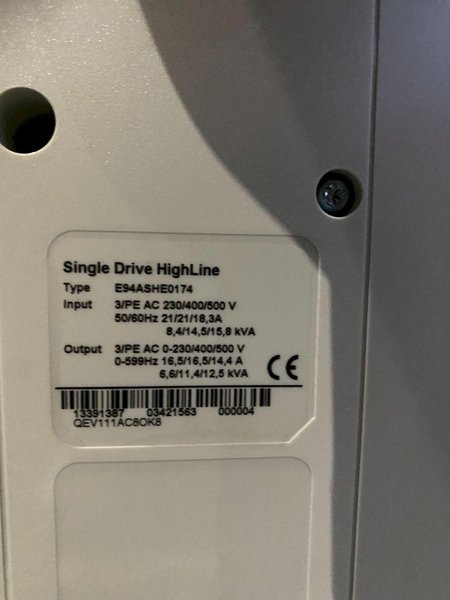 Single Drive HighLine
Type E94ASHE0174
Input 3/PE AC 230/400/500 V
50/60Hz 21/21/18,3A
8,4/14,5/15,8 kVA
Output 3/PE AC 0-230/400/500 V
0-599Hz 16,5/16,5/14,4 A
6,6/11,4/12,5 kVA
CE
13391387 03421563 000004
QEV111AC8OK8